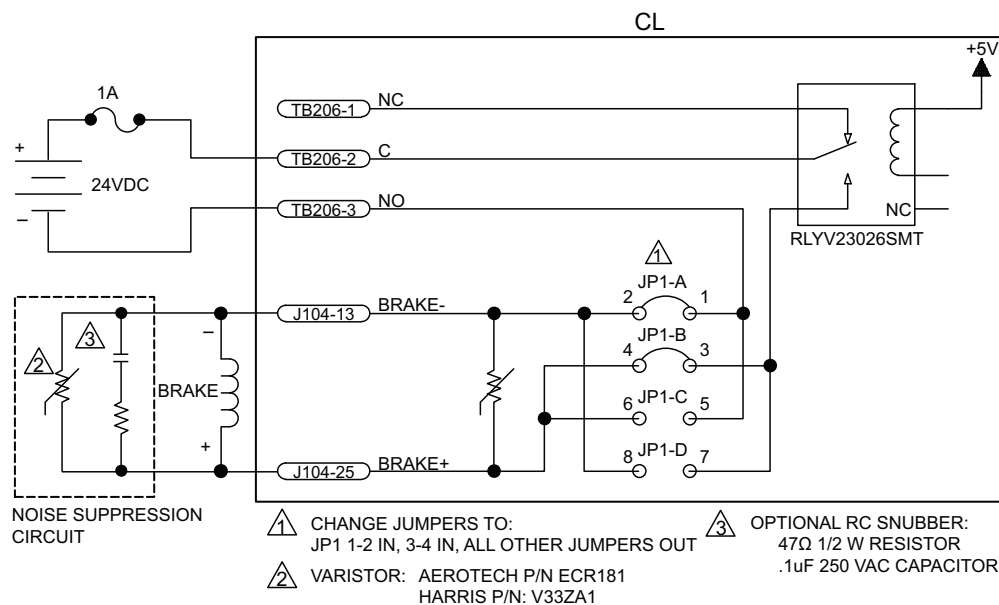 CL
+5V
1A
TB206-1 NC
+
TB206-2 C
24VDC
−
TB206-3 NO
NC
RLYV23026SMT
1
JP1-A
J104-13 BRAKE- 2 1
JP1-B
3 − 4 3
2
BRAKE
JP1-C
6 5
+
JP1-D
J104-25 BRAKE+ 8 7
NOISE SUPPRESSION
CIRCUIT
1 CHANGE JUMPERS TO:
JP1 1-2 IN, 3-4 IN, ALL OTHER JUMPERS OUT
2 VARISTOR: AEROTECH P/N ECR181
HARRIS P/N: V33ZA1
3 OPTIONAL RC SNUBBER:
47Ω 1/2 W RESISTOR
.1uF 250 VAC CAPACITOR